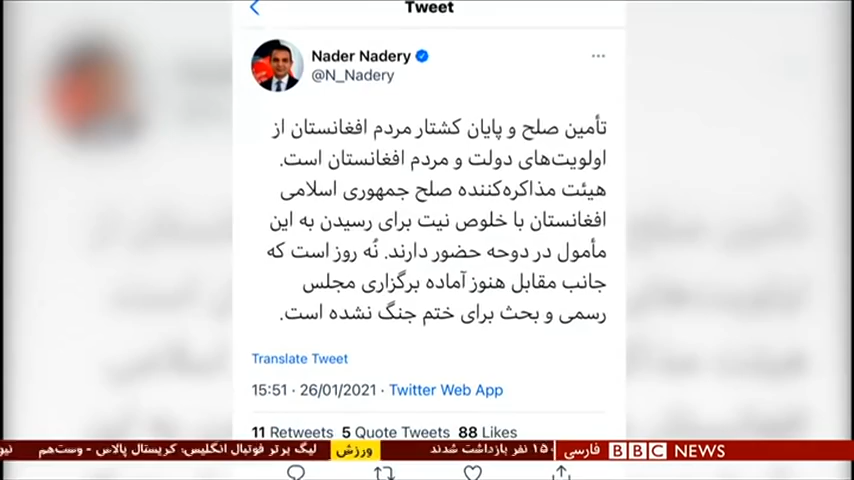 Tweet
Nader Nadery
@N_Nadery
تأمین صلح و پایان کشتار مردم افغانستان از
اولویت‌های دولت و مردم افغانستان است.
هیئت مذاکره‌کننده صلح جمهوری اسلامی
افغانستان با خلوص نیت برای رسیدن به این
مأمول در دوحه حضور دارند. نُه روز است که
جانب مقابل هنوز آماده برگزاری مجلس
رسمی و بحث برای ختم جنگ نشده است.
Translate Tweet
15:51 · 26/01/2021 · Twitter Web App
11 Retweets 5 Quote Tweets 88 Likes
BBC NEWS فارسی
۱۵۰ نفر بازداشت شدند
ورزش
لیگ برتر فوتبال انگلیس: کریستال پالاس - وست‌هم